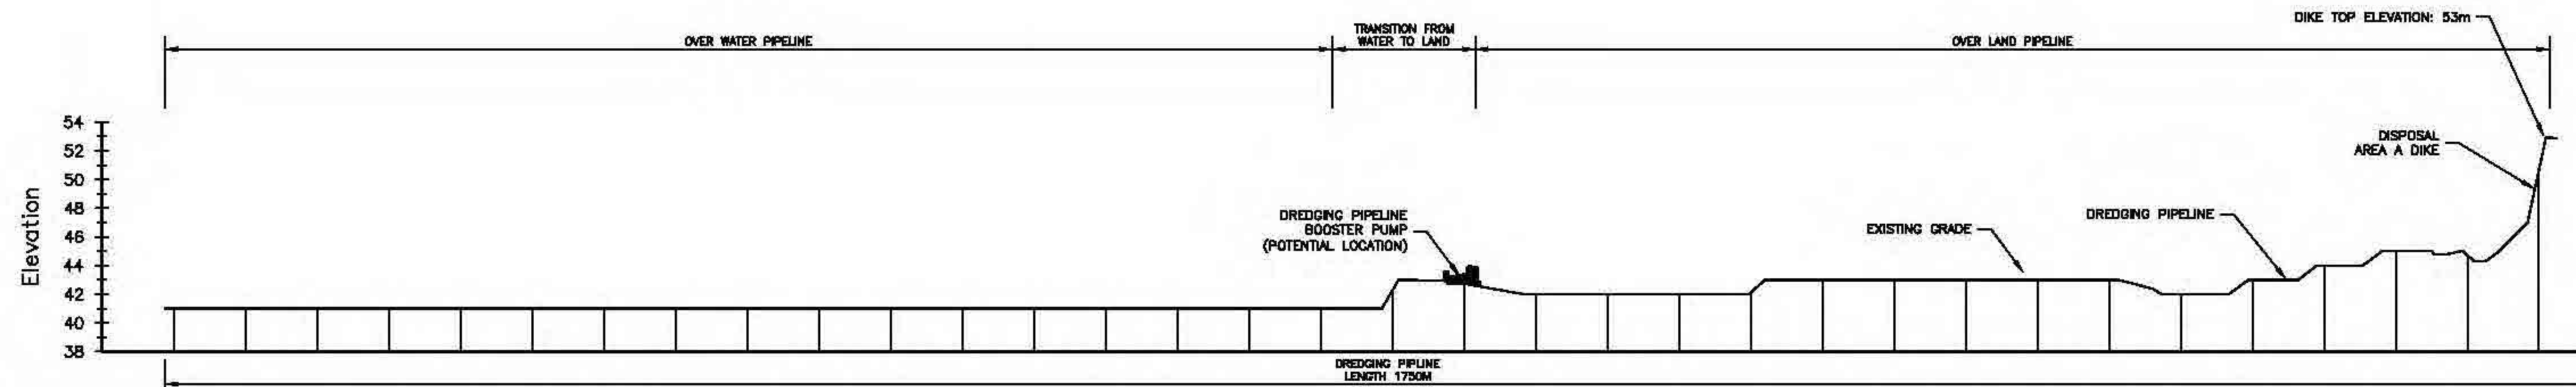 DIKE TOP ELEVATION: 53m
OVER WATER PIPELINE
TRANSITION FROM
WATER TO LAND
OVER LAND PIPELINE
54
52
50
48
46
44
42
40
38
Elevation
DISPOSAL
AREA A DIKE
DREDGING PIPELINE
BOOSTER PUMP
(POTENTIAL LOCATION)
EXISTING GRADE
DREDGING PIPELINE
DREDGING PIPLINE
LENGTH 1750M